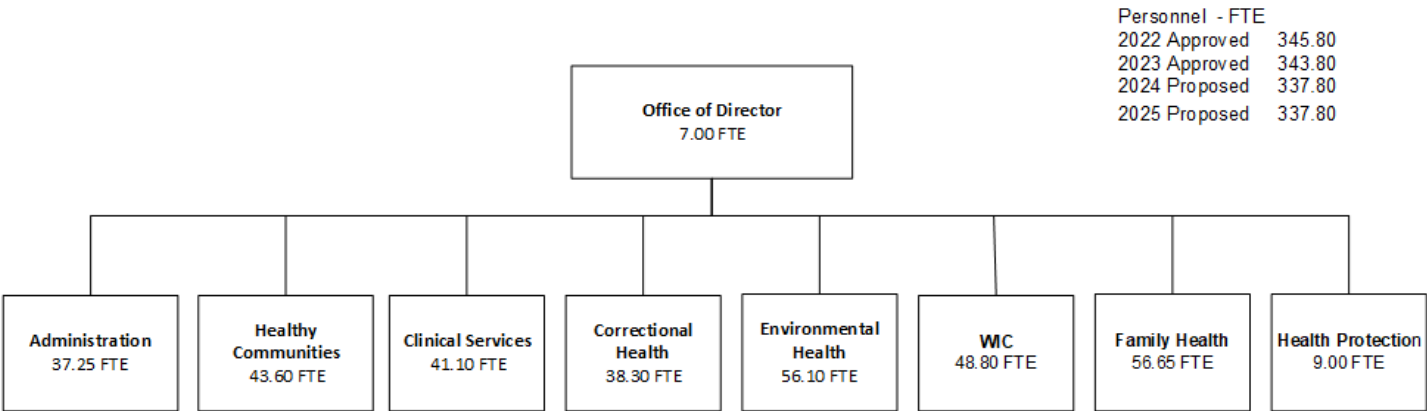 Personnel - FTE
2022 Approved 345.80
2023 Approved 343.80
2024 Proposed 337.80
2025 Proposed 337.80
Office of Director
7.00 FTE
Administration
37.25 FTE
Healthy
Communities
43.60 FTE
Clinical Services
41.10 FTE
Correctional
Health
38.30 FTE
Environmental
Health
56.10 FTE
WIC
48.80 FTE
Family Health
56.65 FTE
Health Protection
9.00 FTE